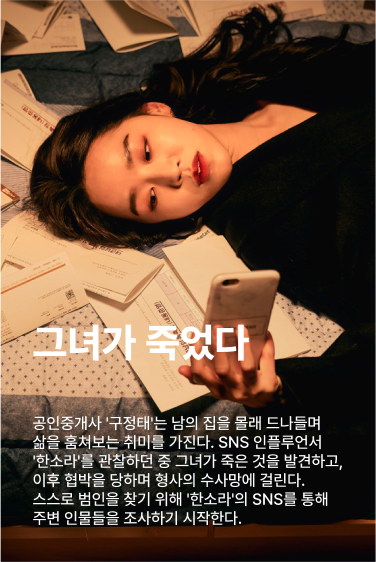 그녀가 죽었다
공인중개사 '구정태'는 남의 집을 몰래 드나들며
삶을 훔쳐보는 취미를 가진다. SNS 인플루언서
'한소라'를 관찰하던 중 그녀가 죽은 것을 발견하고,
이후 협박을 당하며 형사의 수사망에 걸린다.
스스로 범인을 찾기 위해 '한소라'의 SNS를 통해
주변 인물들을 조사하기 시작한다.